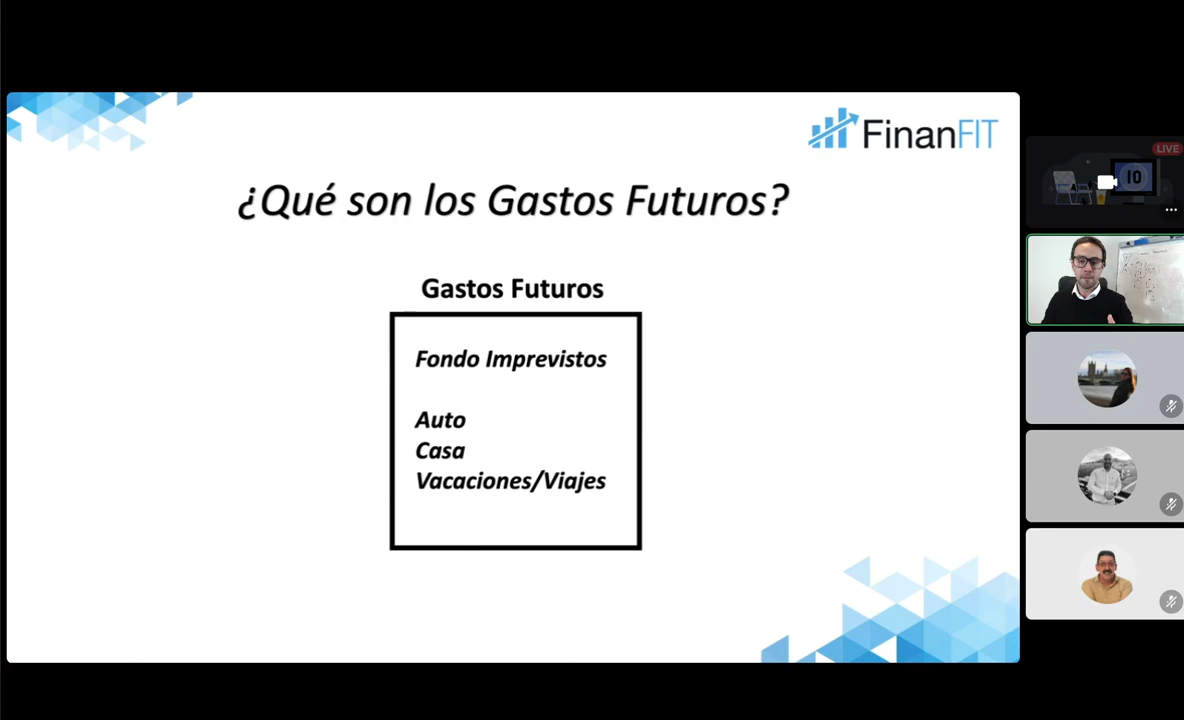 FinanFIT
¿Qué son los Gastos Futuros?
Gastos Futuros
Fondo Imprevistos
Auto
Casa
Vacaciones/Viajes
LIVE
10